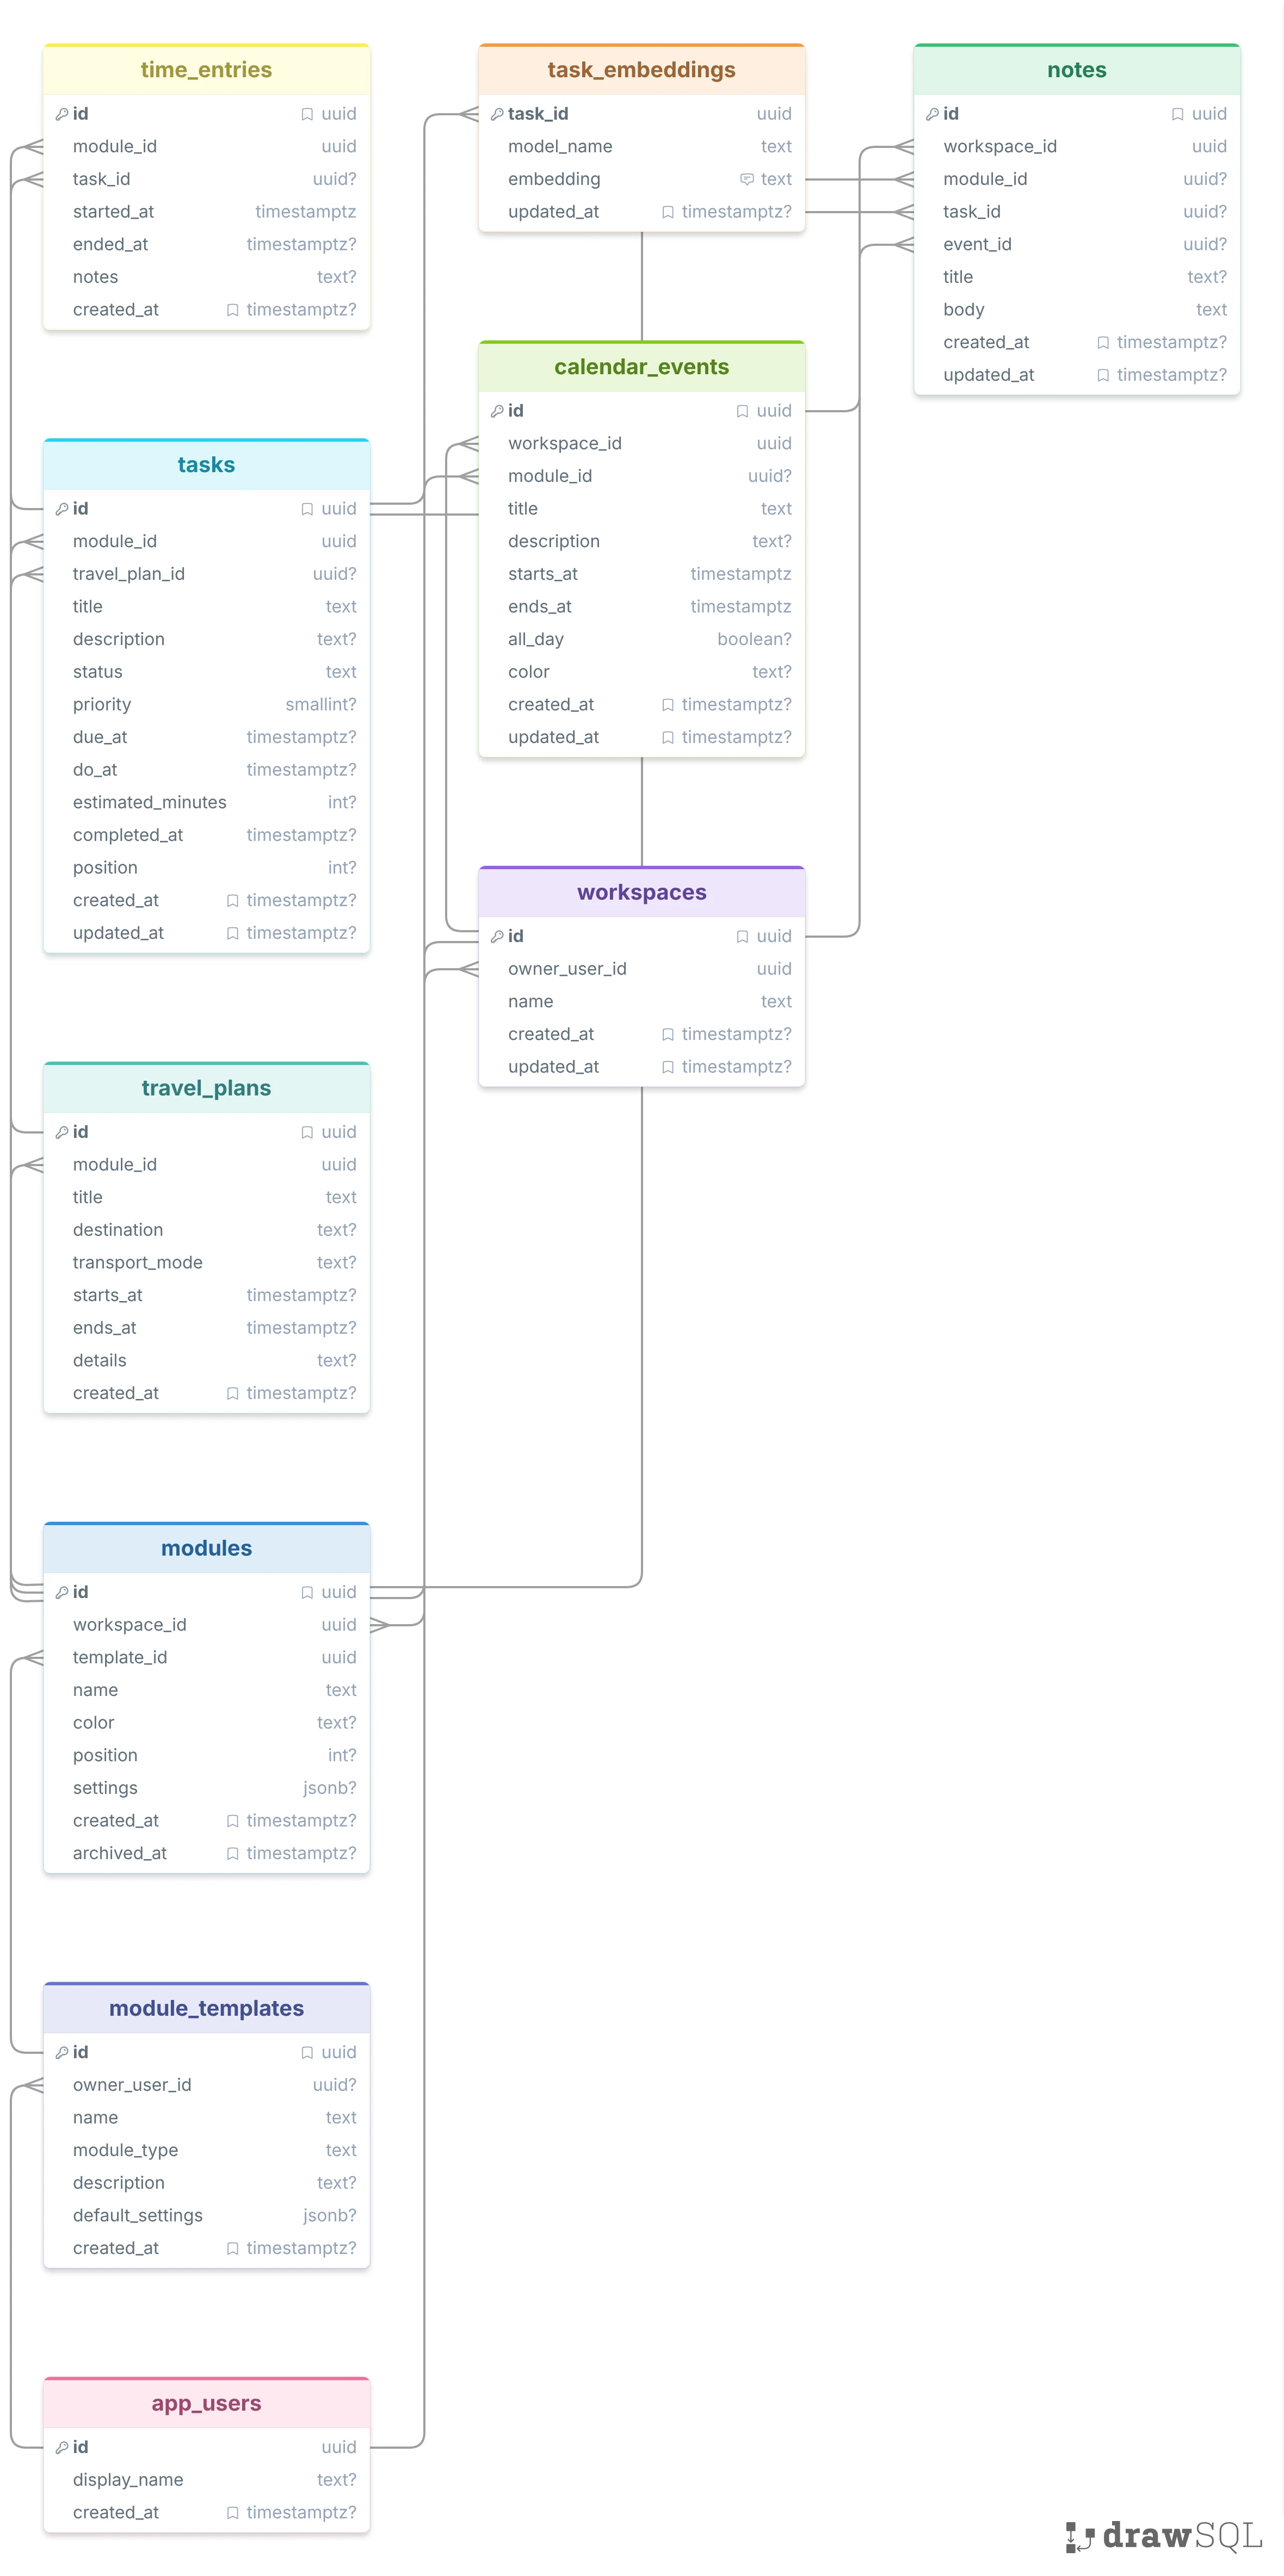 time_entries
id uuid
module_id uuid
task_id uuid?
started_at timestamptz
ended_at timestamptz?
notes text?
created_at timestamptz?
task_embeddings
task_id uuid
model_name text
embedding text
updated_at timestamptz?
notes
id uuid
workspace_id uuid
module_id uuid?
task_id uuid?
event_id uuid?
title text?
body text
created_at timestamptz?
updated_at timestamptz?
calendar_events
id uuid
workspace_id uuid
module_id uuid?
title text
description text?
starts_at timestamptz
ends_at timestamptz
all_day boolean?
color text?
created_at timestamptz?
updated_at timestamptz?
tasks
id uuid
module_id uuid
travel_plan_id uuid?
title text
description text?
status text
priority smallint?
due_at timestamptz?
do_at timestamptz?
estimated_minutes int?
completed_at timestamptz?
position int?
created_at timestamptz?
updated_at timestamptz?
workspaces
id uuid
owner_user_id uuid
name text
created_at timestamptz?
updated_at timestamptz?
travel_plans
id uuid
module_id uuid
title text
destination text?
transport_mode text?
starts_at timestamptz?
ends_at timestamptz?
details text?
created_at timestamptz?
modules
id uuid
workspace_id uuid
template_id uuid
name text
color text?
position int?
settings jsonb?
created_at timestamptz?
archived_at timestamptz?
module_templates
id uuid
owner_user_id uuid?
name text
module_type text
description text?
default_settings jsonb?
created_at timestamptz?
app_users
id uuid
display_name text?
created_at timestamptz?
drawSQL